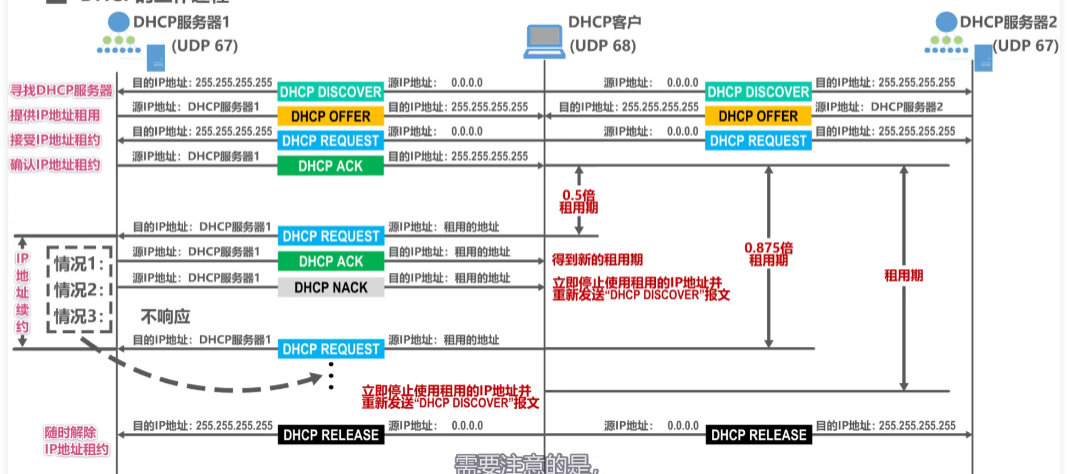 DHCP的工作过程
DHCP服务器1
(UDP 67)
DHCP客户
(UDP 68)
DHCP服务器2
(UDP 67)
寻找DHCP服务器
目的IP地址：255.255.255.255
DHCP DISCOVER
源IP地址： 0.0.0.0
源IP地址： 0.0.0.0
DHCP DISCOVER
目的IP地址：255.255.255.255
提供IP地址租用
源IP地址：DHCP服务器1
DHCP OFFER
目的IP地址：255.255.255.255
目的IP地址：255.255.255.255
DHCP OFFER
源IP地址：DHCP服务器2
接受IP地址租约
目的IP地址：255.255.255.255
DHCP REQUEST
源IP地址： 0.0.0.0
源IP地址： 0.0.0.0
DHCP REQUEST
目的IP地址：255.255.255.255
确认IP地址租约
源IP地址：DHCP服务器1
DHCP ACK
目的IP地址：255.255.255.255
0.5倍
租用期
0.875倍
租用期
租用期
IP地址续约
目的IP地址：DHCP服务器1
DHCP REQUEST
源IP地址：租用的地址
情况1：
源IP地址：DHCP服务器1
DHCP ACK
目的IP地址：租用的地址
得到新的租用期
情况2：
源IP地址：DHCP服务器1
DHCP NACK
目的IP地址：租用的地址
立即停止使用租用的IP地址并
重新发送“DHCP DISCOVER”报文
情况3：
不响应
目的IP地址：DHCP服务器1
DHCP REQUEST
源IP地址：租用的地址
立即停止使用租用的IP地址并
重新发送“DHCP DISCOVER”报文
随时解除
IP地址租约
目的IP地址：255.255.255.255
DHCP RELEASE
源IP地址： 0.0.0.0
源IP地址： 0.0.0.0
DHCP RELEASE
目的IP地址：255.255.255.255
需要注意的是，